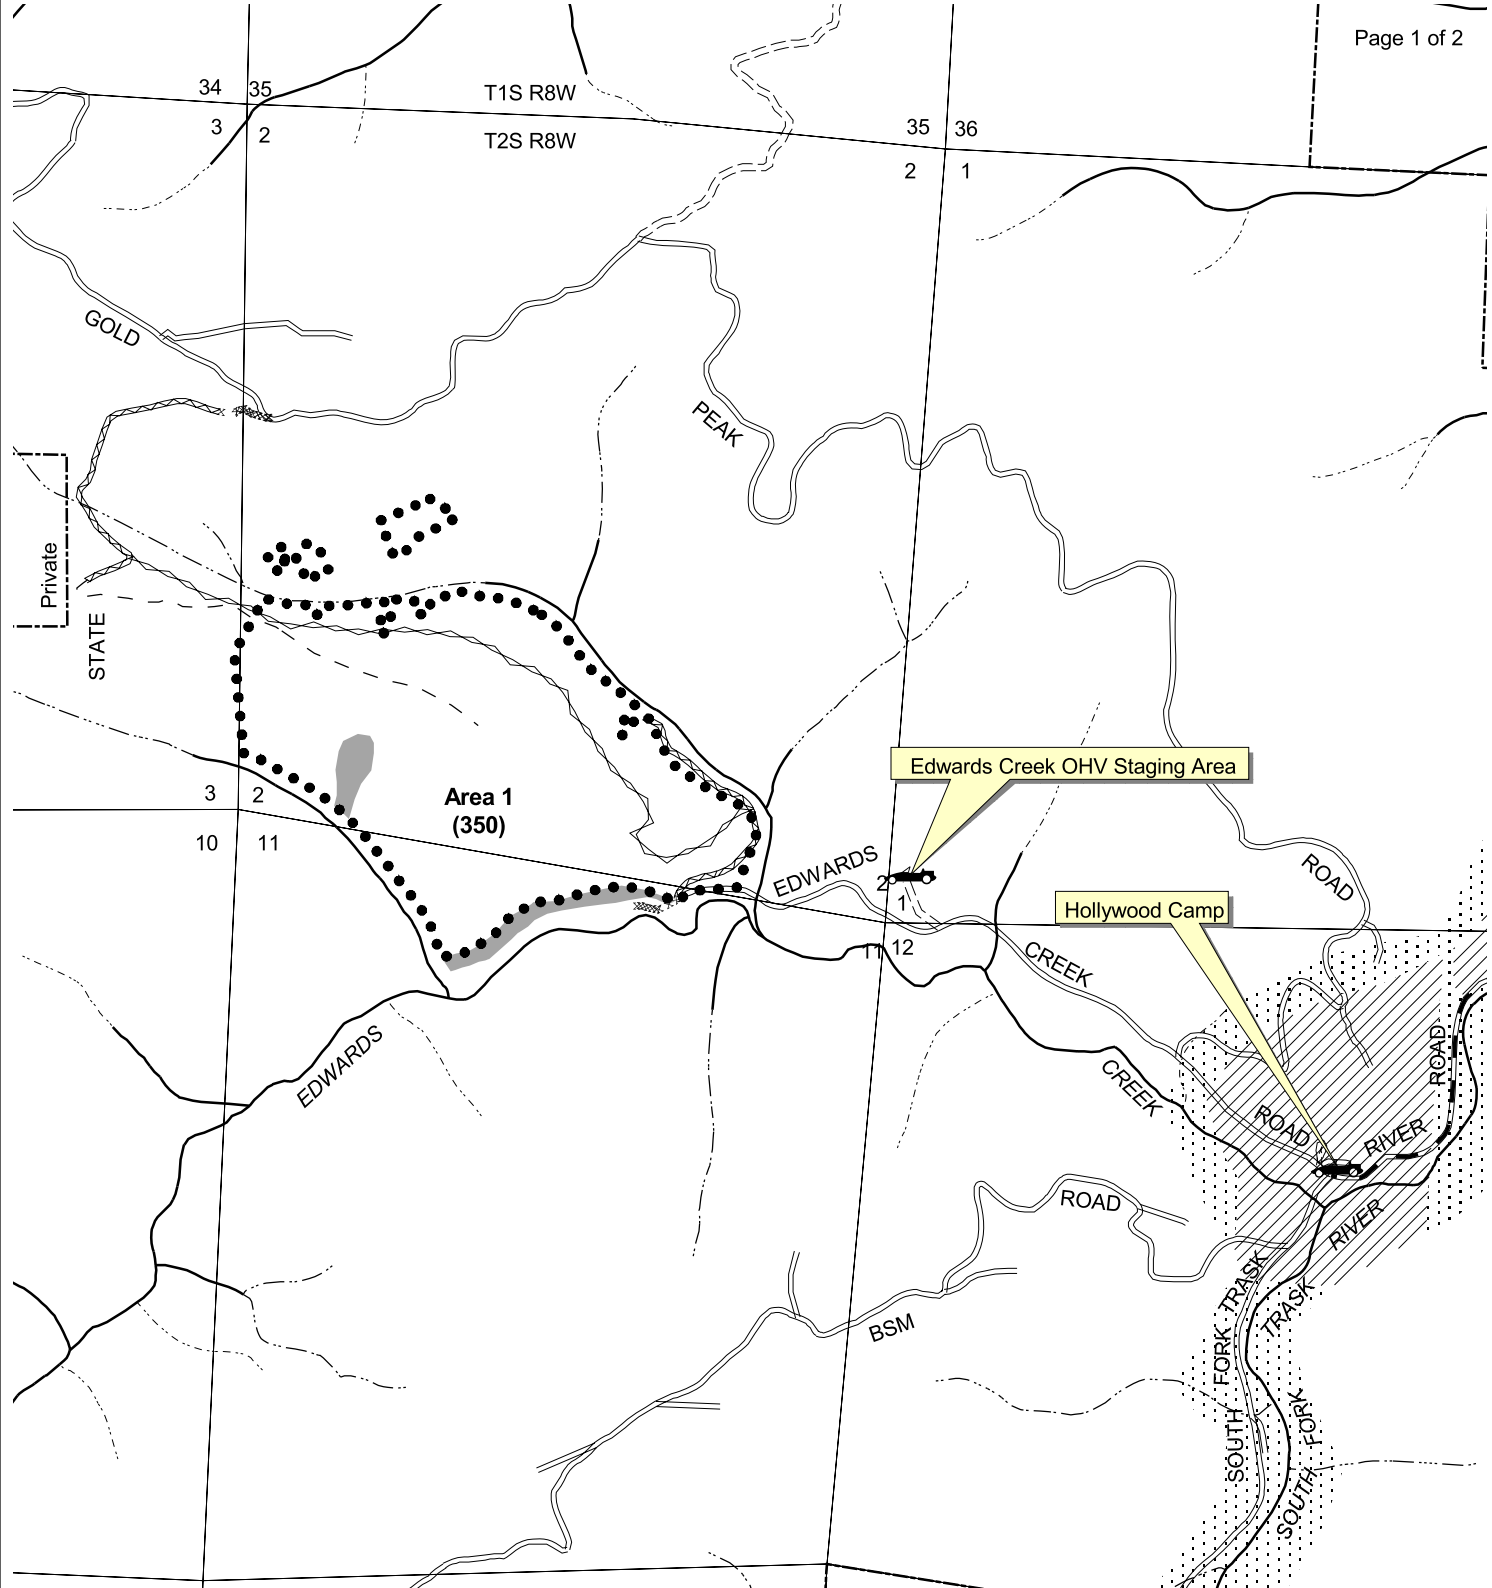 Page 1 of 2
34 35
T1S R8W
3 2
T2S R8W
35 36
2 1
GOLD
PEAK
Private
STATE
Edwards Creek OHV Staging Area
3 2
Area 1
(350)
10 11
EDWARDS
2
1
ROAD
Hollywood Camp
11 12
CREEK
EDWARDS
CREEK
ROAD
ROAD
RIVER
ROAD
RIVER
TRASK
TRASK
BSM
FORK
FORK
SOUTH
SOUTH